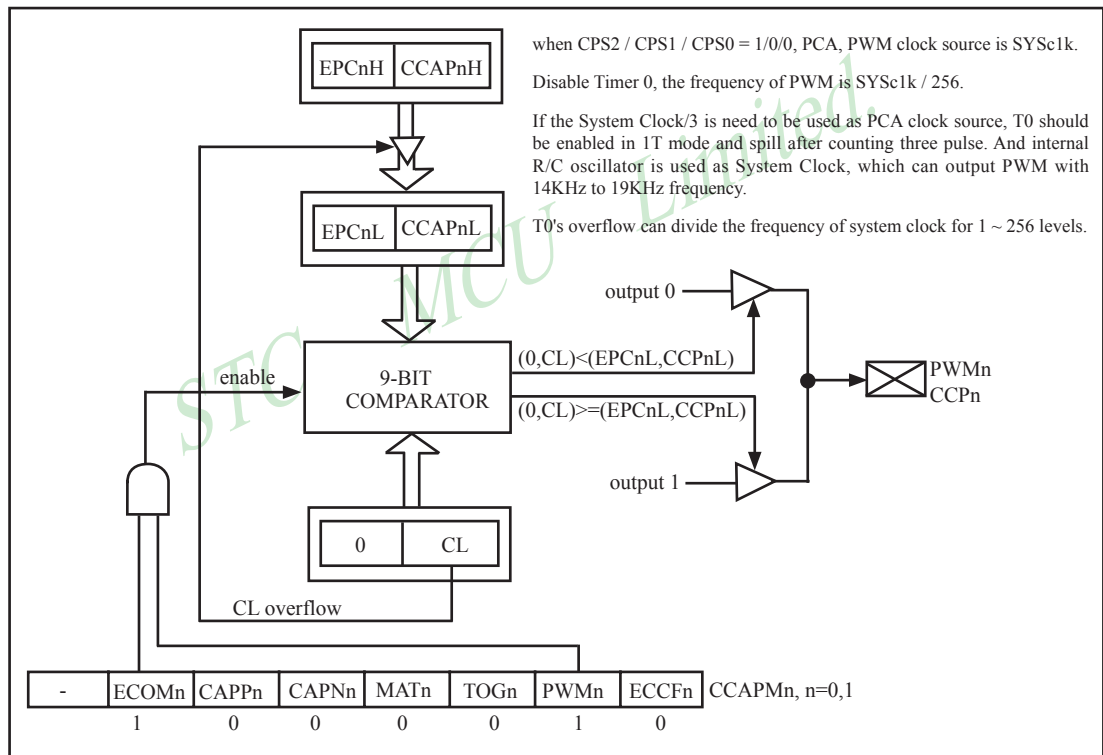 when CPS2 / CPS1 / CPS0 = 1/0/0, PCA, PWM clock source is SYSc1k.
Disable Timer 0, the frequency of PWM is SYSc1k / 256.
If the System Clock/3 is need to be used as PCA clock source, T0 should
be enabled in 1T mode and spill after counting three pulse. And internal
R/C oscillator is used as System Clock, which can output PWM with
14KHz to 19KHz frequency.
T0's overflow can divide the frequency of system clock for 1 ~ 256 levels.
EPCnH CCAPnH
EPCnL CCAPnL
STC MCU Limited.
output 0
(0,CL)<(EPCnL,CCPnL)
enable
9-BIT
COMPARATOR
(0,CL)>=(EPCnL,CCPnL)
PWMn
CCPn
output 1
0 CL
CL overflow
- ECOMn CAPPn CAPNn MATn TOGn PWMn ECCFn CCAPMn, n=0,1
1 0 0 0 0 1 0